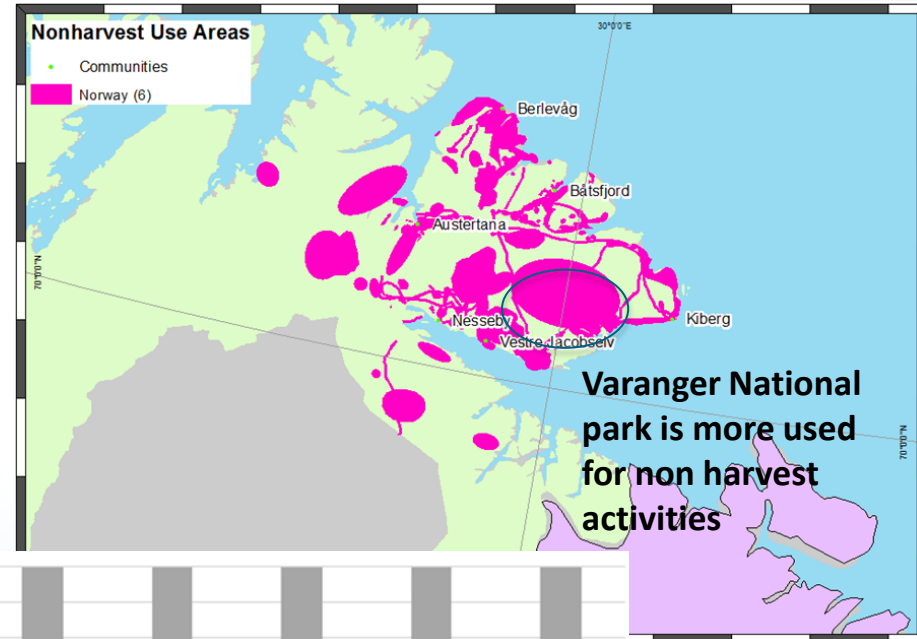 Nonharvest Use Areas
Communities
Norway (6)
30°0'0"E
Berlevåg
Båtsfjord
Austertana
70°0'0"N
Nesseby
Kiberg
Vestre Jacobselv
Varanger National
park is more used
for non harvest
activities
70°0'0"N